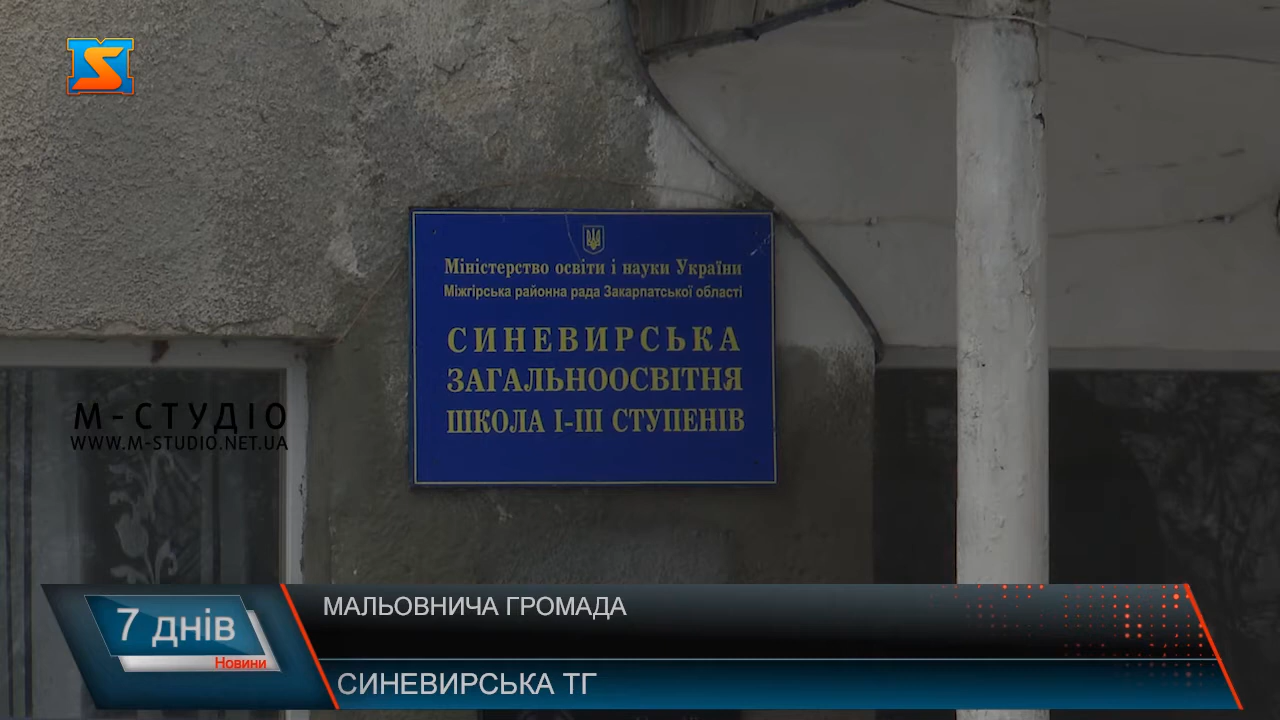 Міністерство освіти і науки України
Міжгірська районна рада Закарпатської області
СИНЕВИРСЬКА
ЗАГАЛЬНООСВІТНЯ
ШКОЛА І-ІІІ СТУПЕНІВ
М-СТУДІО
WWW.M-STUDIO.NET.UA
7 днів
Новини
МАЛЬОВНИЧА ГРОМАДА
СИНЕВИРСЬКА ТГ